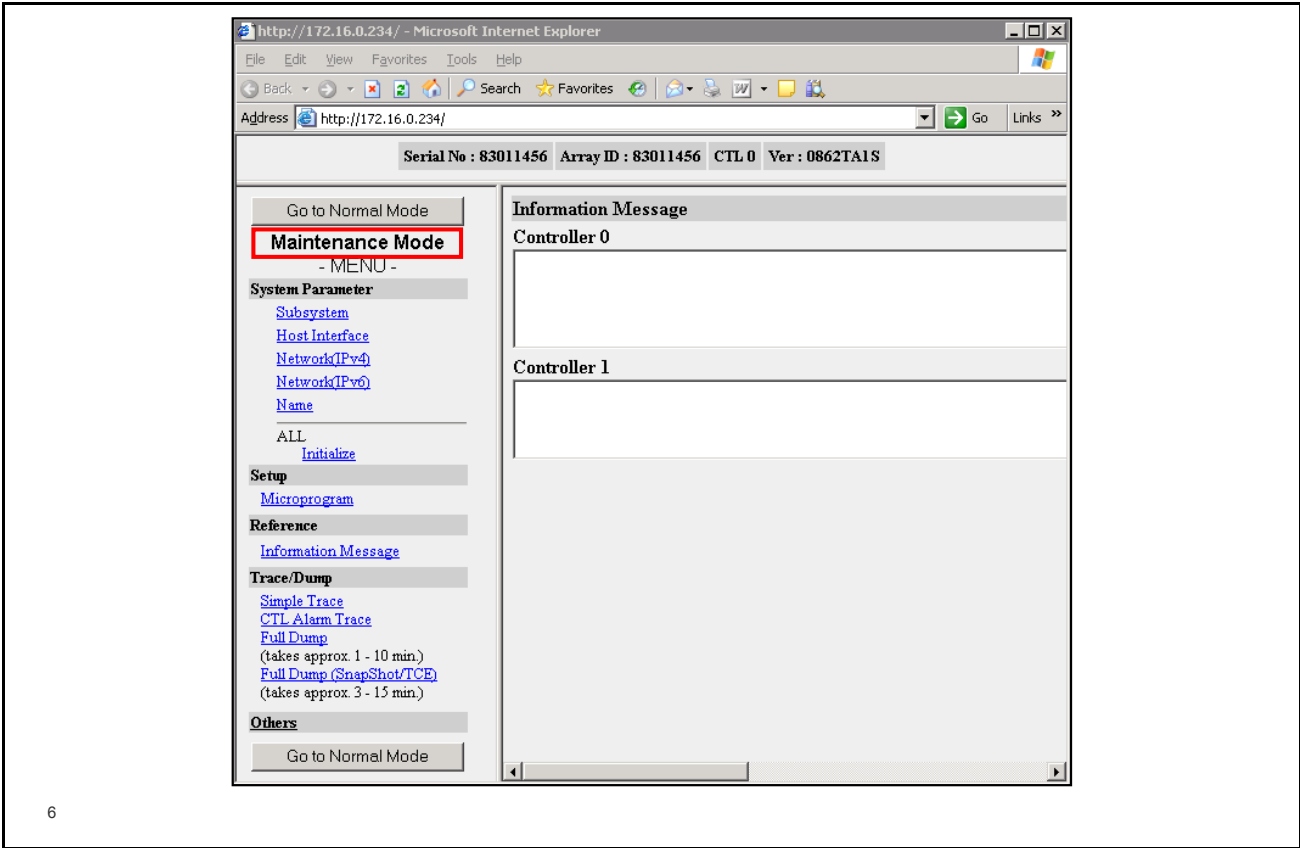 http://172.16.0.234/ - Microsoft Internet Explorer
File Edit View Favorites Tools Help
Back Search Favorites
Address http://172.16.0.234/ Go Links »
Serial No : 83011456 Array ID : 83011456 CTL 0 Ver : 0862TA1S
Go to Normal Mode
Maintenance Mode
- MENU -
System Parameter
Subsystem
Host Interface
Network(IPv4)
Network(IPv6)
Name
ALL
Initialize
Setup
Microprogram
Reference
Information Message
Trace/Dump
Simple Trace
CTL Alarm Trace
Full Dump
(takes approx. 1 - 10 min.)
Full Dump (SnapShot/TCE)
(takes approx. 3 - 15 min.)
Others
Go to Normal Mode
Information Message
Controller 0
Controller 1
6